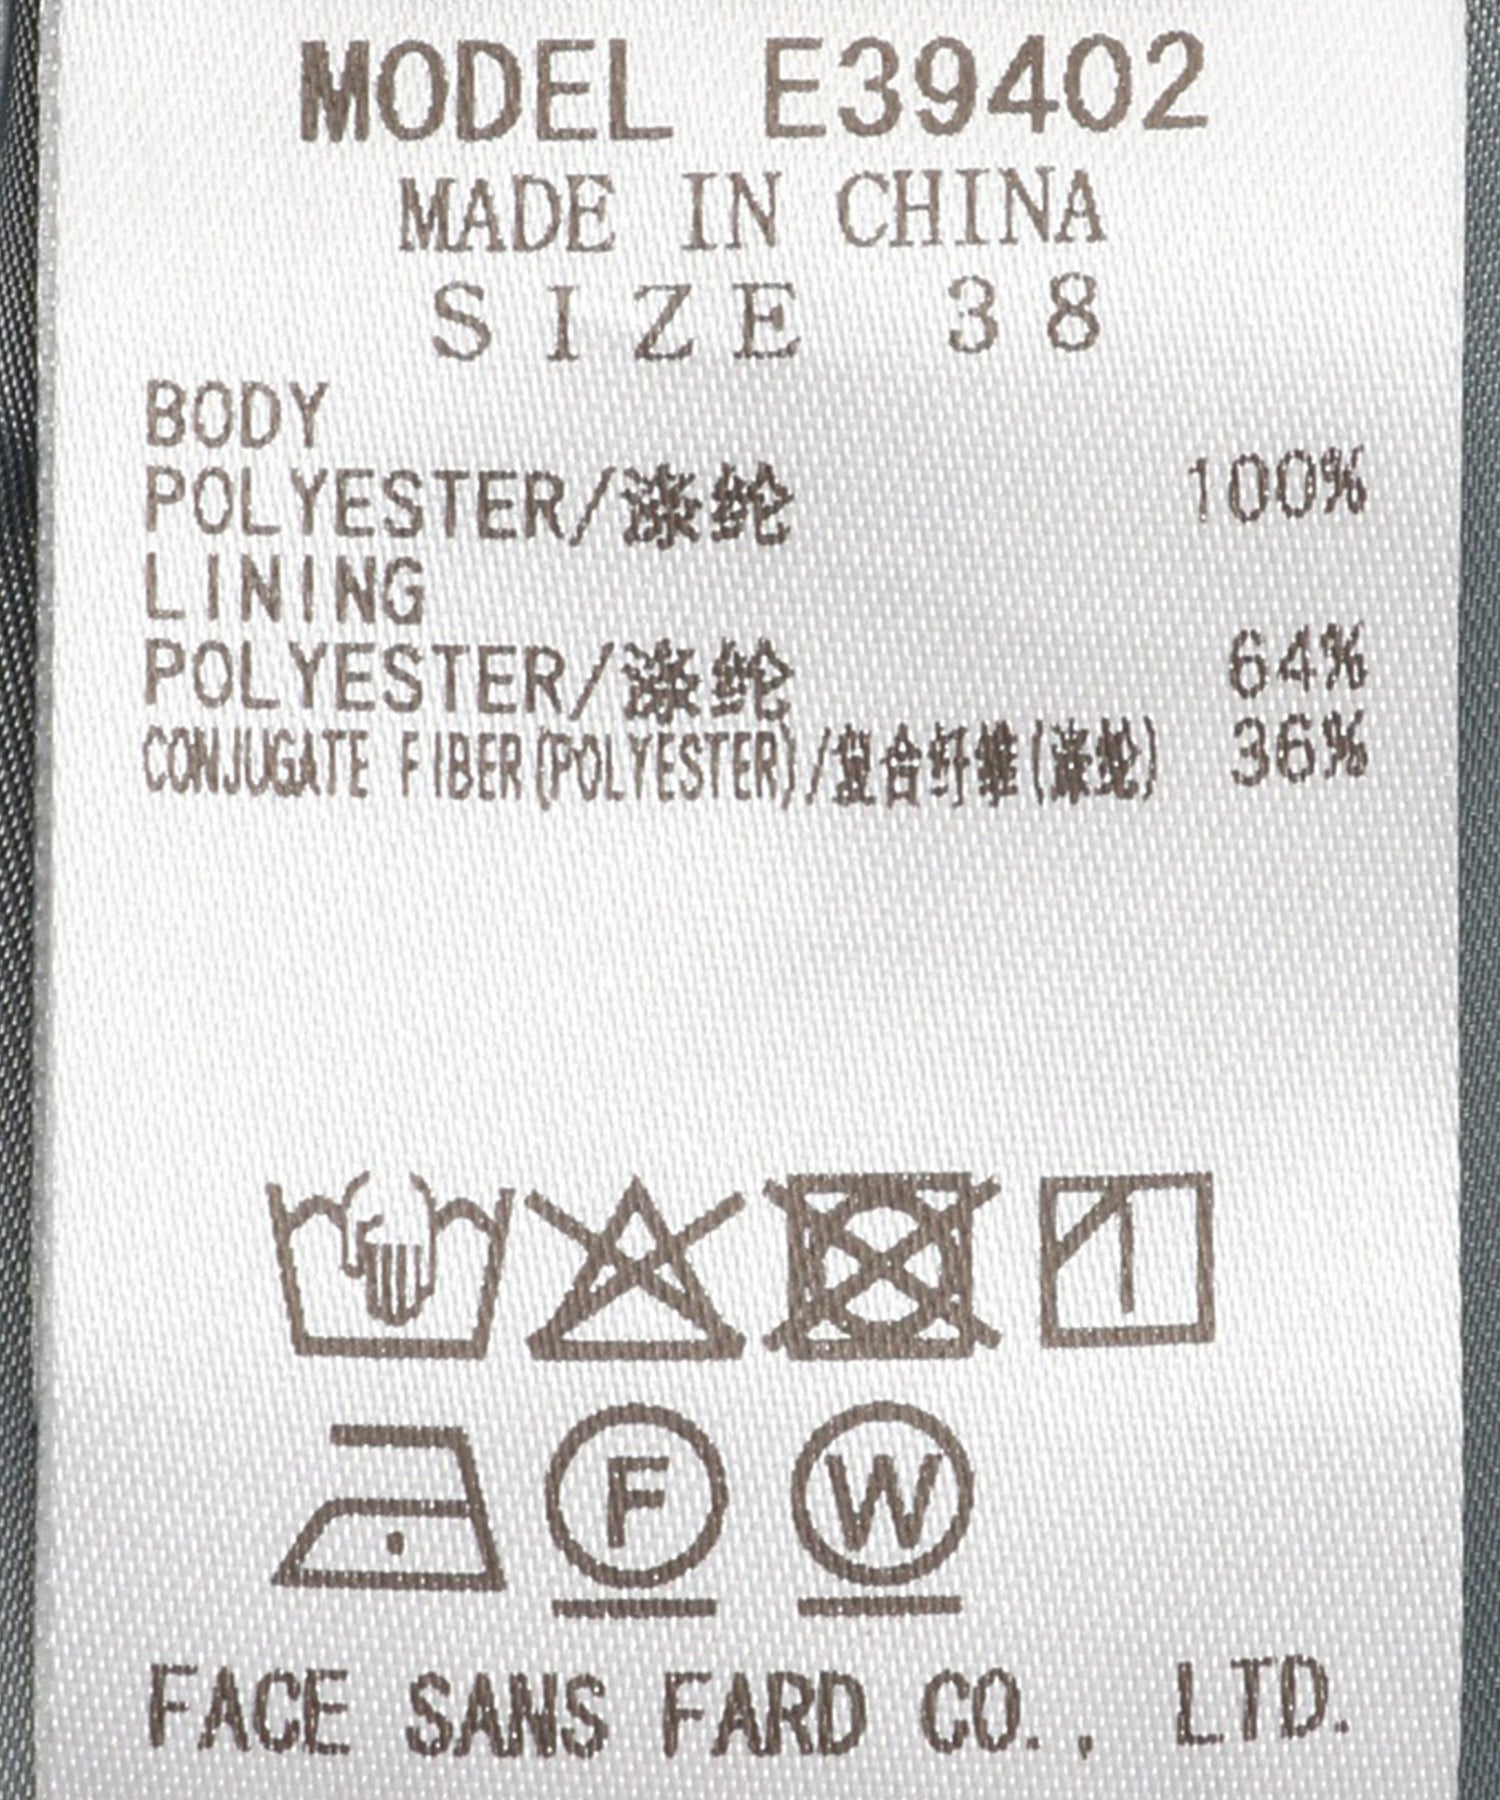 MODEL E39402
MADE IN CHINA
SIZE 38
BODY
POLYESTER/涤纶 100%
LINING
POLYESTER/涤纶 64%
CONJUGATE FIBER(POLYESTER)/复合纤维(涤纶) 36%
F W
FACE SANS FARD CO., LTD.